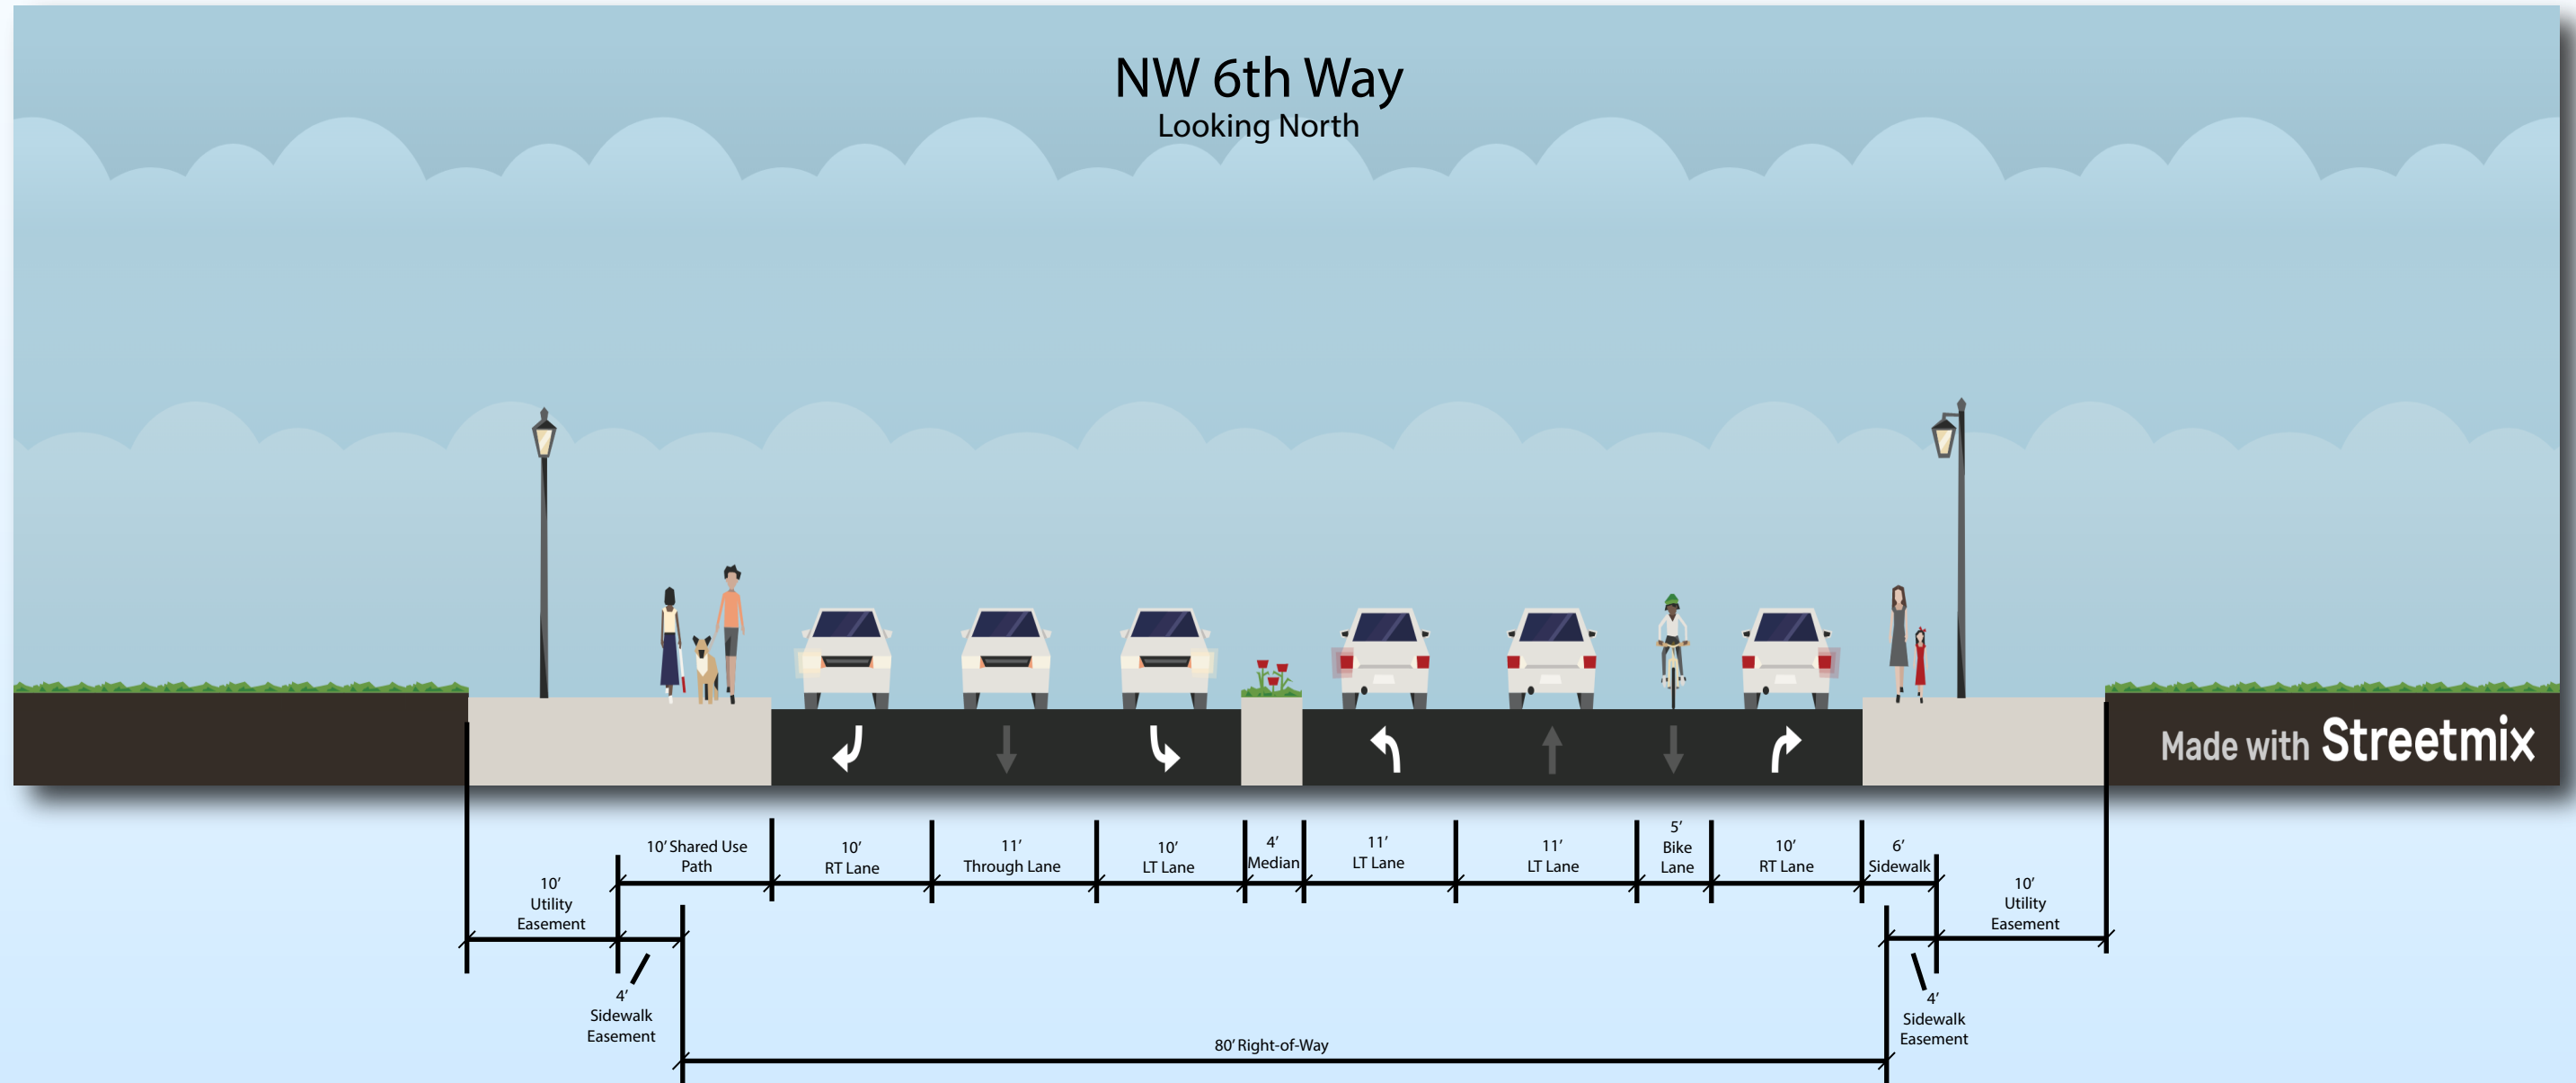 NW 6th Way
Looking North
Made with Streetmix
10’ Shared Use
Path
10’
RT Lane
11’
Through Lane
10’
LT Lane
4’
Median
11’
LT Lane
11’
LT Lane
5’
Bike
Lane
10’
RT Lane
6’
Sidewalk
10’
Utility
Easement
10’
Utility
Easement
4’
Sidewalk
Easement
4’
Sidewalk
Easement
80’ Right-of-Way